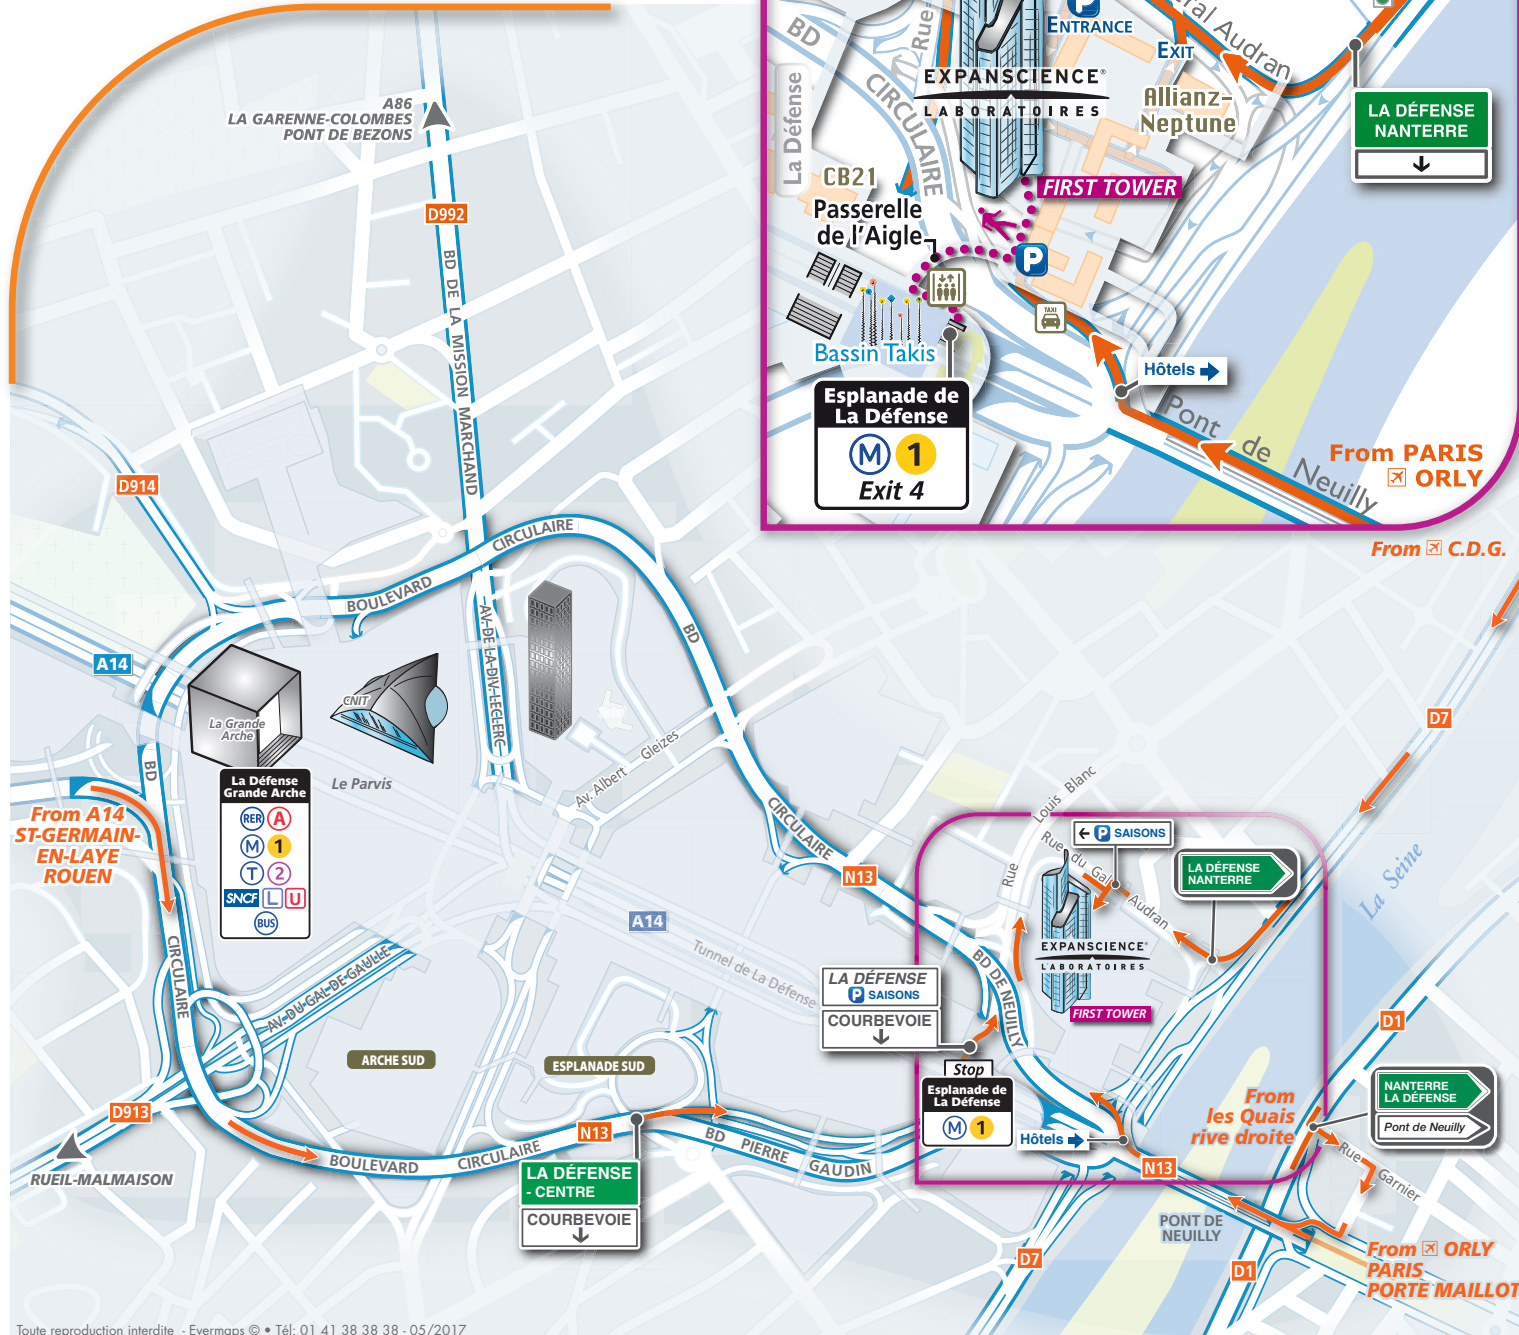 A86
LA GARENNE-COLOMBES
PONT DE BEZONS
D992
BD DE LA MISSION MARCHAND
D914
BOULEVARD CIRCULAIRE
A14
AV. DE LA DIV. LECLERC
BD CIRCULAIRE
La Grande
Arche
CNIT
Le Parvis
Av. Albert Gleizes
La Défense
Grande Arche
RER A
M 1
T 2
SNCF L U
BUS
From A14
ST-GERMAIN-
EN-LAYE
ROUEN
BD CIRCULAIRE
AV. DU GAL DE GAULLE
A14
Tunnel de La Défense
N13
ARCHE SUD
ESPLANADE SUD
D913
RUEIL-MALMAISON
BOULEVARD CIRCULAIRE
N13
LA DÉFENSE
- CENTRE
COURBEVOIE
BD PIERRE GAUDIN
BD DE NEUILLY
LA DÉFENSE
P SAISONS
COURBEVOIE
Stop
Esplanade de
La Défense
M 1
Hôtels
N13
Rue Louis Blanc
P SAISONS
Rue du Gal Audran
LA DÉFENSE
NANTERRE
EXPANSCIENCE®
LABORATOIRES
FIRST TOWER
From
les Quais
rive droite
D7
La Seine
D1
NANTERRE
LA DÉFENSE
Pont de Neuilly
Rue Garnier
PONT DE
NEUILLY
D7
D1
From ORLY
PARIS
PORTE MAILLOT
From C.D.G.
BD CIRCULAIRE
La Défense
Rue
P
ENTRANCE
EXIT
éral Audran
EXPANSCIENCE®
LABORATOIRES
Allianz-
Neptune
LA DÉFENSE
NANTERRE
CB21
FIRST TOWER
Passerelle
de l'Aigle
P
TAXI
Bassin Takis
Esplanade de
La Défense
M 1
Exit 4
Hôtels
Pont de Neuilly
From PARIS
ORLY
Toute reproduction interdite - Evermaps © • Tél: 01 41 38 38 38 - 05/2017